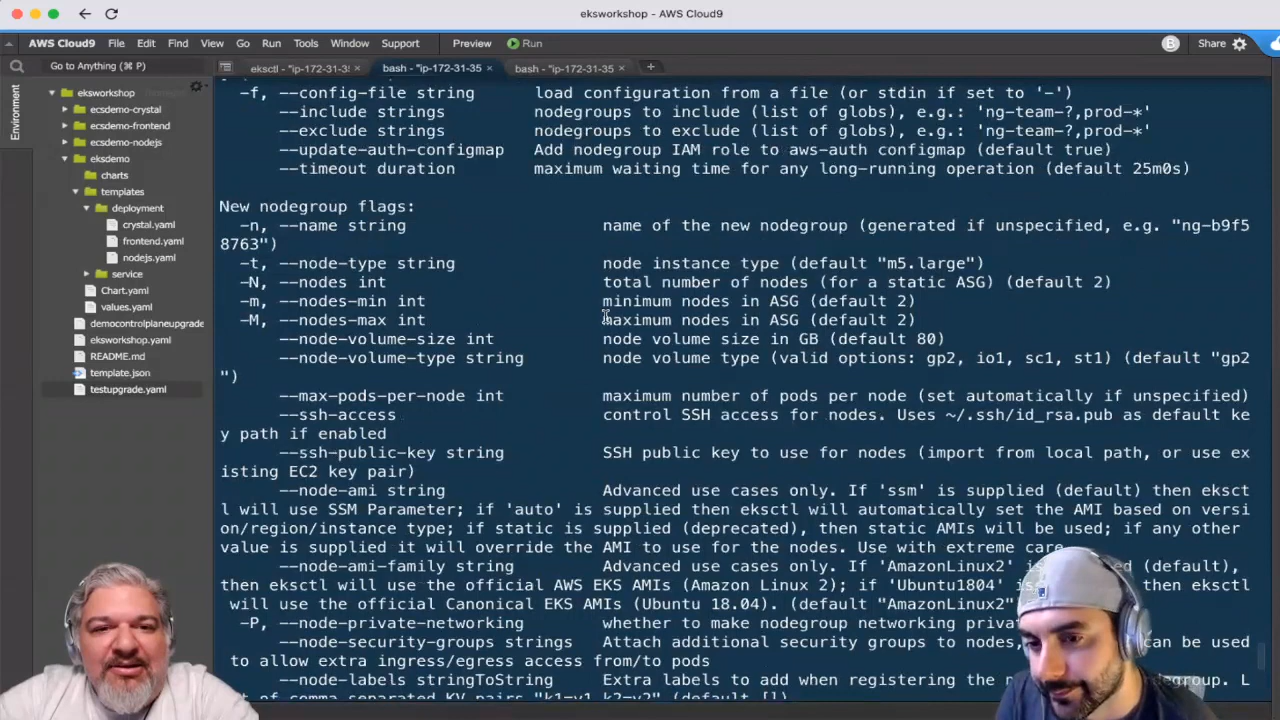 eksworkshop - AWS Cloud9
AWS Cloud9 File Edit Find View Go Run Tools Window Support Preview Run B Share
Go to Anything (⌘ P)
eksctl - "ip-172-31-35 × bash - "ip-172-31-35 × bash - "ip-172-31-35 ×
Environment
eksworkshop
ecsdemo-crystal
ecsdemo-frontend
ecsdemo-nodejs
eksdemo
charts
templates
deployment
crystal.yaml
frontend.yaml
nodejs.yaml
service
Chart.yaml
values.yaml
democontrolplaneupgrade
eksworkshop.yaml
README.md
template.json
testupgrade.yaml
-f, --config-file string load configuration from a file (or stdin if set to '-')
--include strings nodegroups to include (list of globs), e.g.: 'ng-team-?,prod-*'
--exclude strings nodegroups to exclude (list of globs), e.g.: 'ng-team-?,prod-*'
--update-auth-configmap Add nodegroup IAM role to aws-auth configmap (default true)
--timeout duration maximum waiting time for any long-running operation (default 25m0s)
New nodegroup flags:
-n, --name string name of the new nodegroup (generated if unspecified, e.g. "ng-b9f5
8763")
-t, --node-type string node instance type (default "m5.large")
-N, --nodes int total number of nodes (for a static ASG) (default 2)
-m, --nodes-min int minimum nodes in ASG (default 2)
-M, --nodes-max int maximum nodes in ASG (default 2)
--node-volume-size int node volume size in GB (default 80)
--node-volume-type string node volume type (valid options: gp2, io1, sc1, st1) (default "gp2
")
--max-pods-per-node int maximum number of pods per node (set automatically if unspecified)
--ssh-access control SSH access for nodes. Uses ~/.ssh/id_rsa.pub as default ke
y path if enabled
--ssh-public-key string SSH public key to use for nodes (import from local path, or use ex
isting EC2 key pair)
--node-ami string Advanced use cases only. If 'ssm' is supplied (default) then eksct
l will use SSM Parameter; if 'auto' is supplied then eksctl will automatically set the AMI based on versi
on/region/instance type; if static is supplied (deprecated), then static AMIs will be used; if any other
value is supplied it will override the AMI to use for the nodes. Use with extreme care.
--node-ami-family string Advanced use cases only. If 'AmazonLinux2' is (default),
then eksctl will use the official AWS EKS AMIs (Amazon Linux 2); if 'Ubuntu1804' is then eksctl
will use the official Canonical EKS AMIs (Ubuntu 18.04). (default "AmazonLinux2"
-P, --node-private-networking whether to make nodegroup networking
--node-security-groups strings Attach additional security groups to nodes, can be used
to allow extra ingress/egress access from/to pods
--node-labels stringToString Extra labels to add when registering the L
of comma separated KV pairs "k1=v1,k2=v2" (default [])